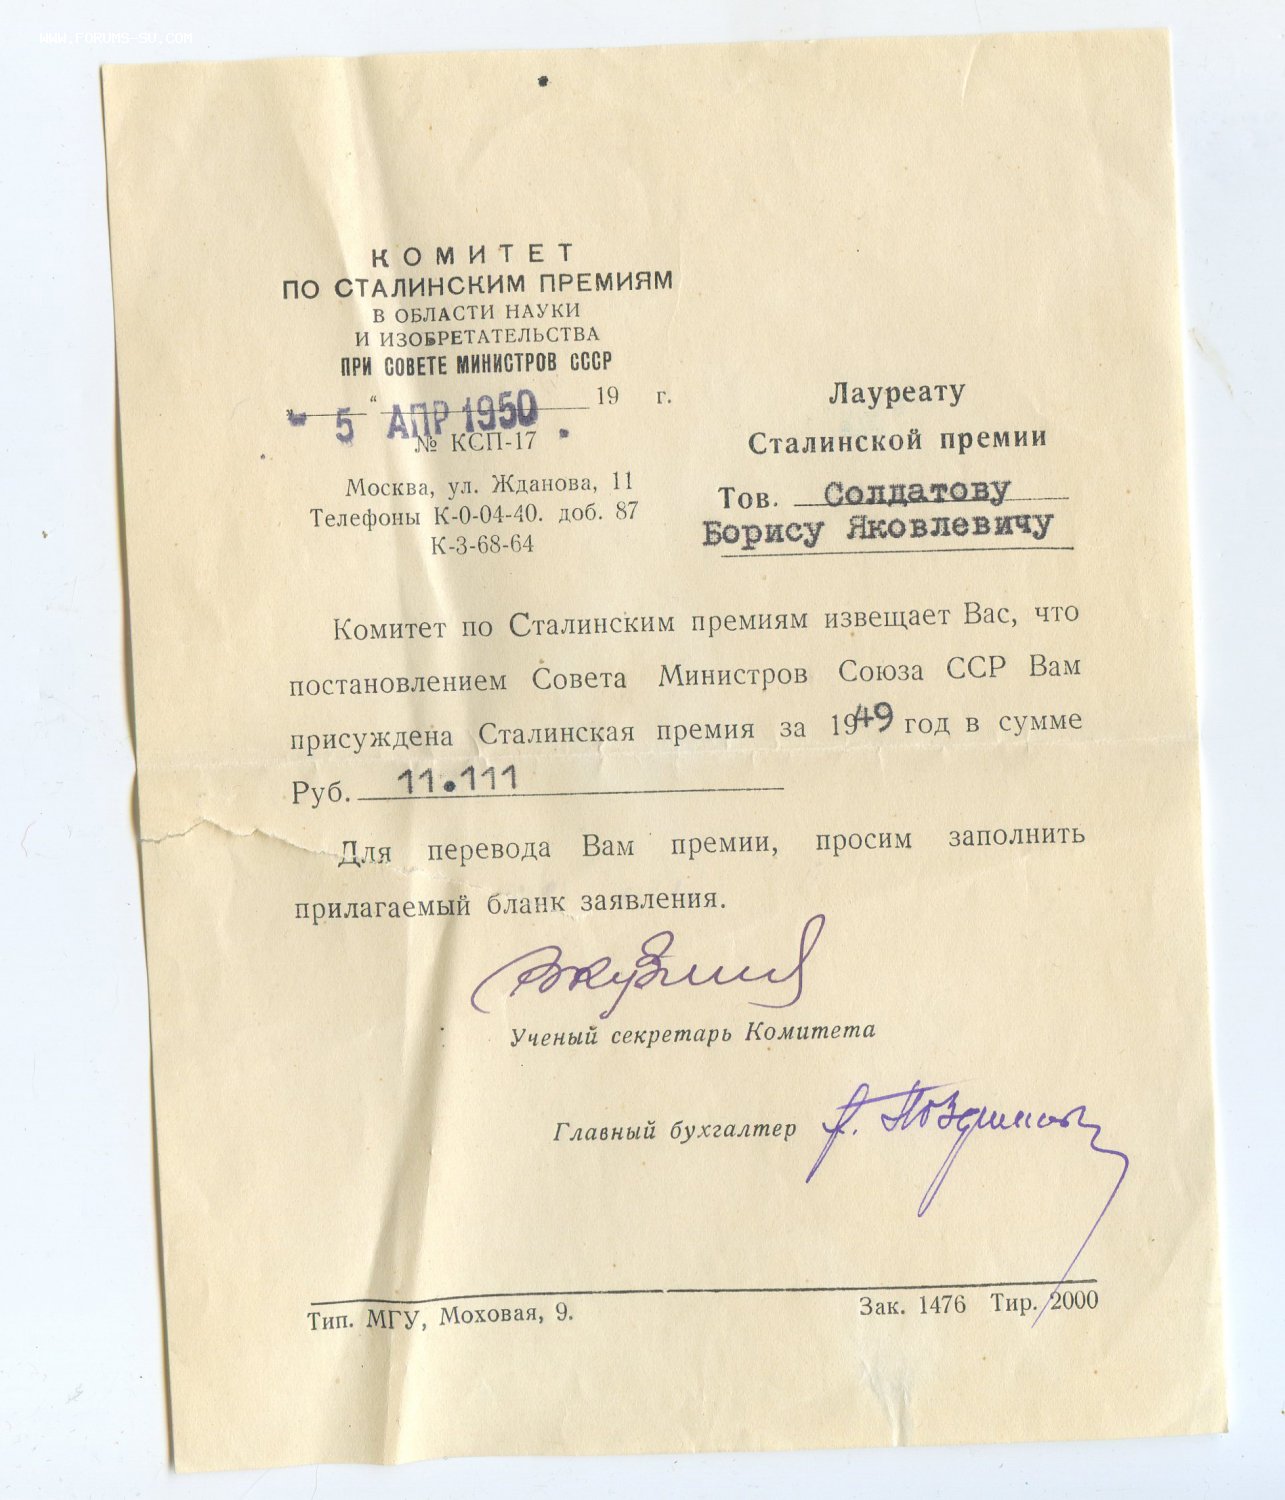 WWW.FORUMS-SU.COM
КОМИТЕТ
ПО СТАЛИНСКИМ ПРЕМИЯМ
В ОБЛАСТИ НАУКИ
И ИЗОБРЕТАТЕЛЬСТВА
ПРИ СОВЕТЕ МИНИСТРОВ СССР
„ “ 19 г.
5 АПР 1950
№ КСП-17
Москва, ул. Жданова, 11
Телефоны К-0-04-40. доб. 87
К-3-68-64
Лауреату
Сталинской премии
Тов. Солдатову
Борису Яковлевичу
Комитет по Сталинским премиям извещает Вас, что
постановлением Совета Министров Союза ССР Вам
присуждена Сталинская премия за 1949 год в сумме
Руб. 11.111
Для перевода Вам премии, просим заполнить
прилагаемый бланк заявления.
Ученый секретарь Комитета
Главный бухгалтер
Тип. МГУ, Моховая, 9.
Зак. 1476 Тир. 2000